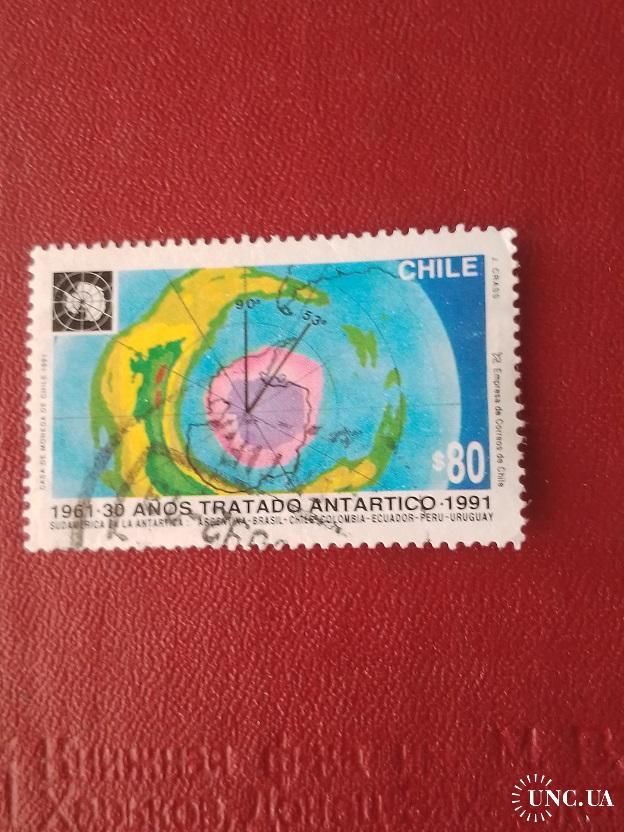 CHILE
J. CRASS
90° 53°
CASA DE MONEDA DE CHILE 1991
Empresa de Correos de Chile
$80
1961·30 AÑOS TRATADO ANTARTICO·1991
SUDAMERICA EN LA ANTARTICA: ARGENTINA-BRASIL-CHILE-COLOMBIA-ECUADOR-PERU-URUGUAY
UNC.UA